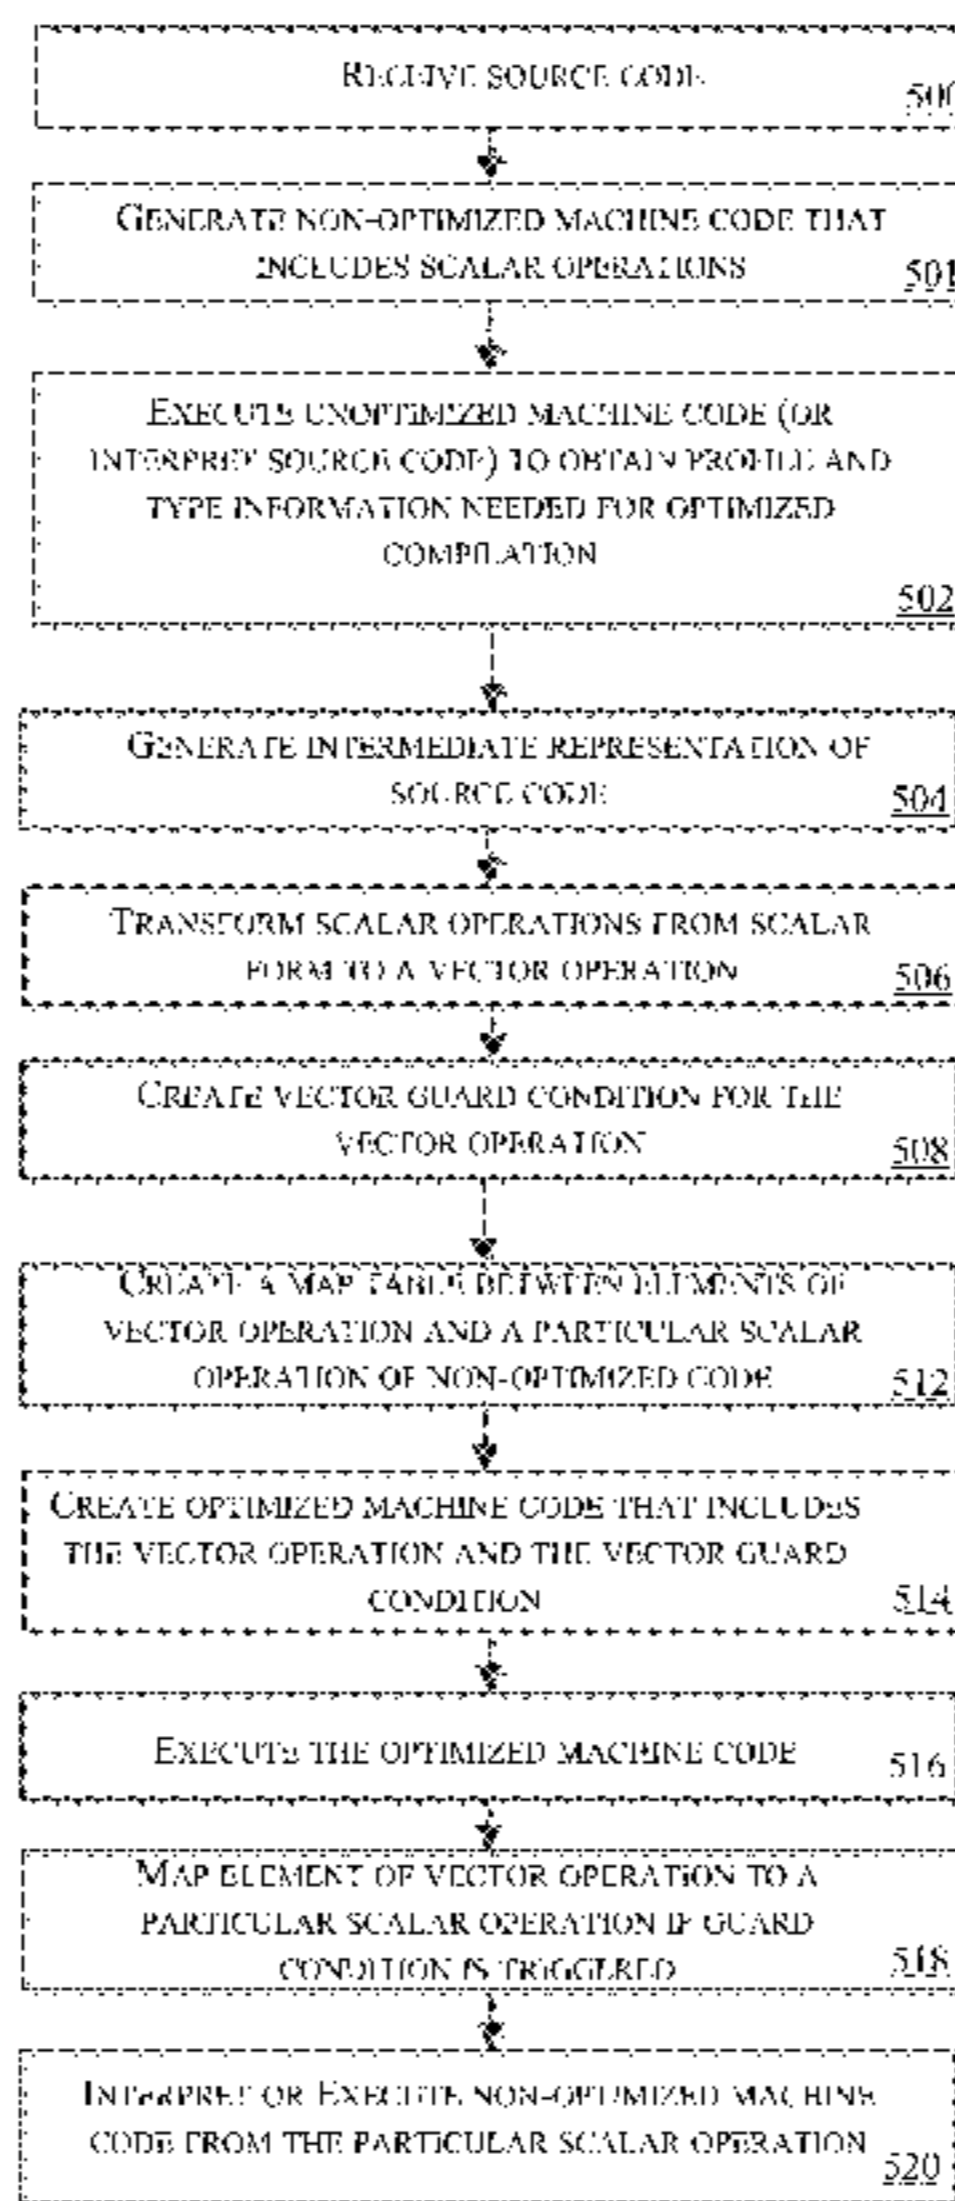 RECEIVE SOURCE CODE
500
GENERATE NON-OPTIMIZED MACHINE CODE THAT
INCLUDES SCALAR OPERATIONS
501
EXECUTE UNOPTIMIZED MACHINE CODE (OR
INTERPRET SOURCE CODE) TO OBTAIN PROFILE AND
TYPE INFORMATION NEEDED FOR OPTIMIZED
COMPILATION
502
GENERATE INTERMEDIATE REPRESENTATION OF
SOURCE CODE
504
TRANSFORM SCALAR OPERATIONS FROM SCALAR
FORM TO A VECTOR OPERATION
506
CREATE VECTOR GUARD CONDITION FOR THE
VECTOR OPERATION
508
CREATE A MAP TABLE BETWEEN ELEMENTS OF
VECTOR OPERATION AND A PARTICULAR SCALAR
OPERATION OF NON-OPTIMIZED CODE
512
CREATE OPTIMIZED MACHINE CODE THAT INCLUDES
THE VECTOR OPERATION AND THE VECTOR GUARD
CONDITION
514
EXECUTE THE OPTIMIZED MACHINE CODE
516
MAP ELEMENT OF VECTOR OPERATION TO A
PARTICULAR SCALAR OPERATION IF GUARD
CONDITION IS TRIGGERED
518
INTERPRET OR EXECUTE NON-OPTIMIZED MACHINE
CODE FROM THE PARTICULAR SCALAR OPERATION
520